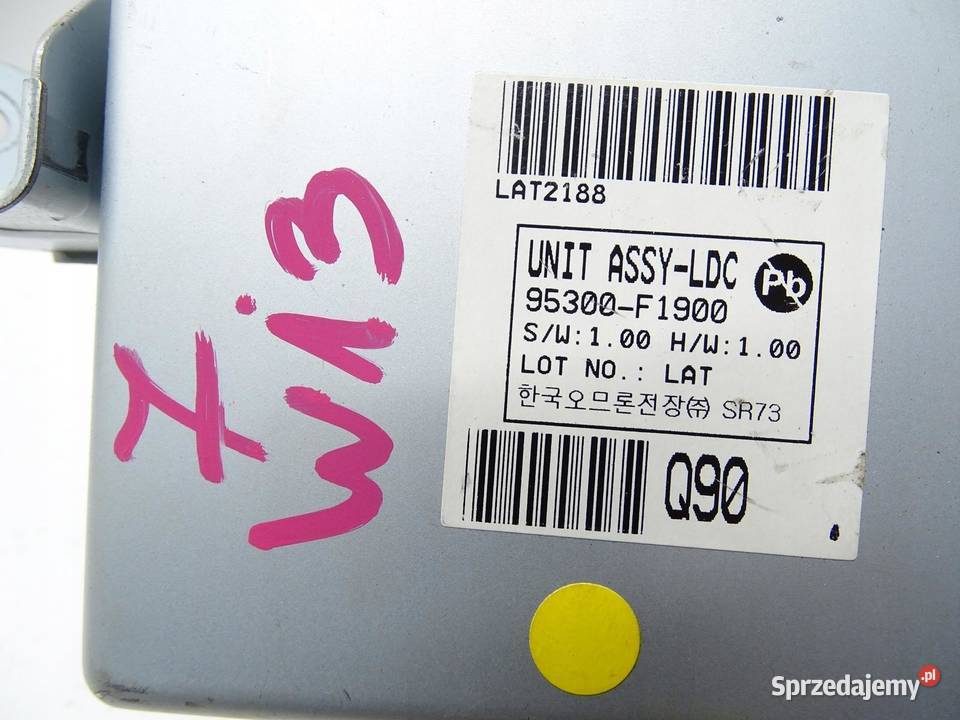 LAT2188
UNIT ASSY-LDC Pb
95300-F1900
S/W:1.00 H/W:1.00
LOT NO.: LAT
한국오므론전장㈜ SR73
Q90
Sprzedajemy.pl